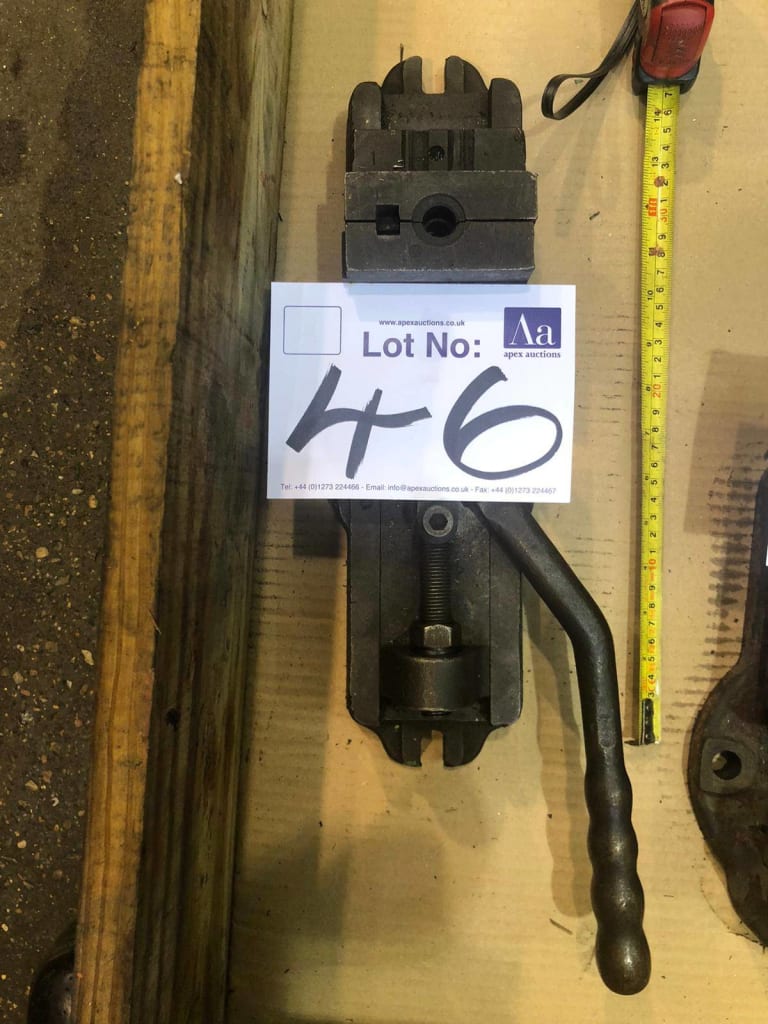 www.apexauctions.co.uk
Lot No:
Aa
apex auctions
46
Tel: +44 (0)1273 224466 - Email: info@apexauctions.co.uk - Fax: +44 (0)1273 224467